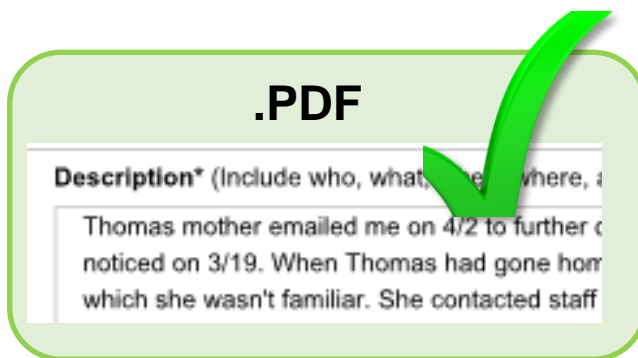 .PDF
Description* (Include who, what, where, a
Thomas mother emailed me on 4/2 to further
noticed on 3/19. When Thomas had gone hom
which she wasn't familiar. She contacted staff